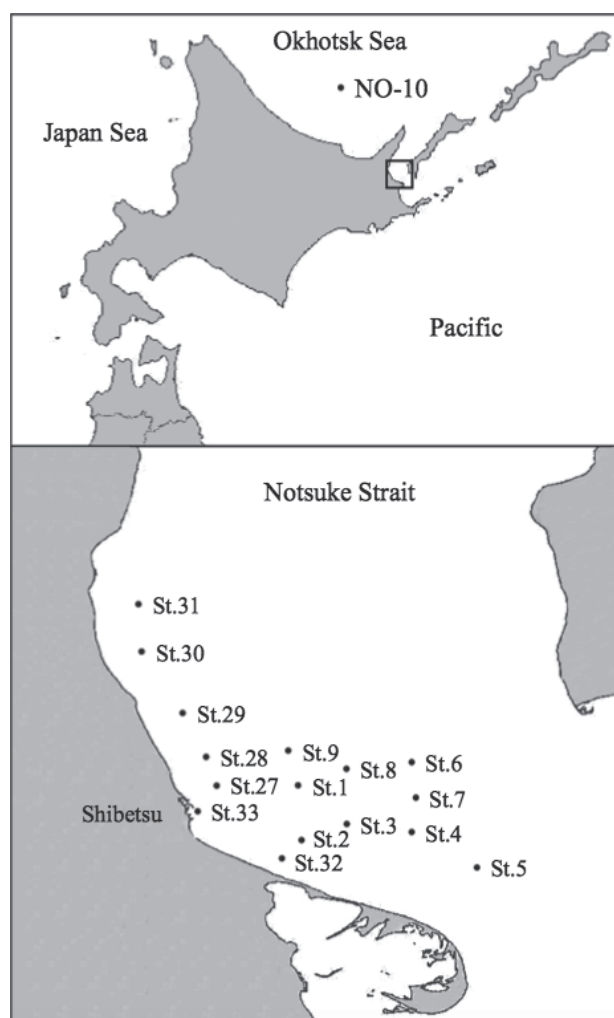 Okhotsk Sea
NO-10
Japan Sea
Pacific
Notsuke Strait
St.31
St.30
St.29
St.28
St.9
St.8
St.6
St.27
St.1
St.7
Shibetsu
St.33
St.2
St.3
St.4
St.32
St.5